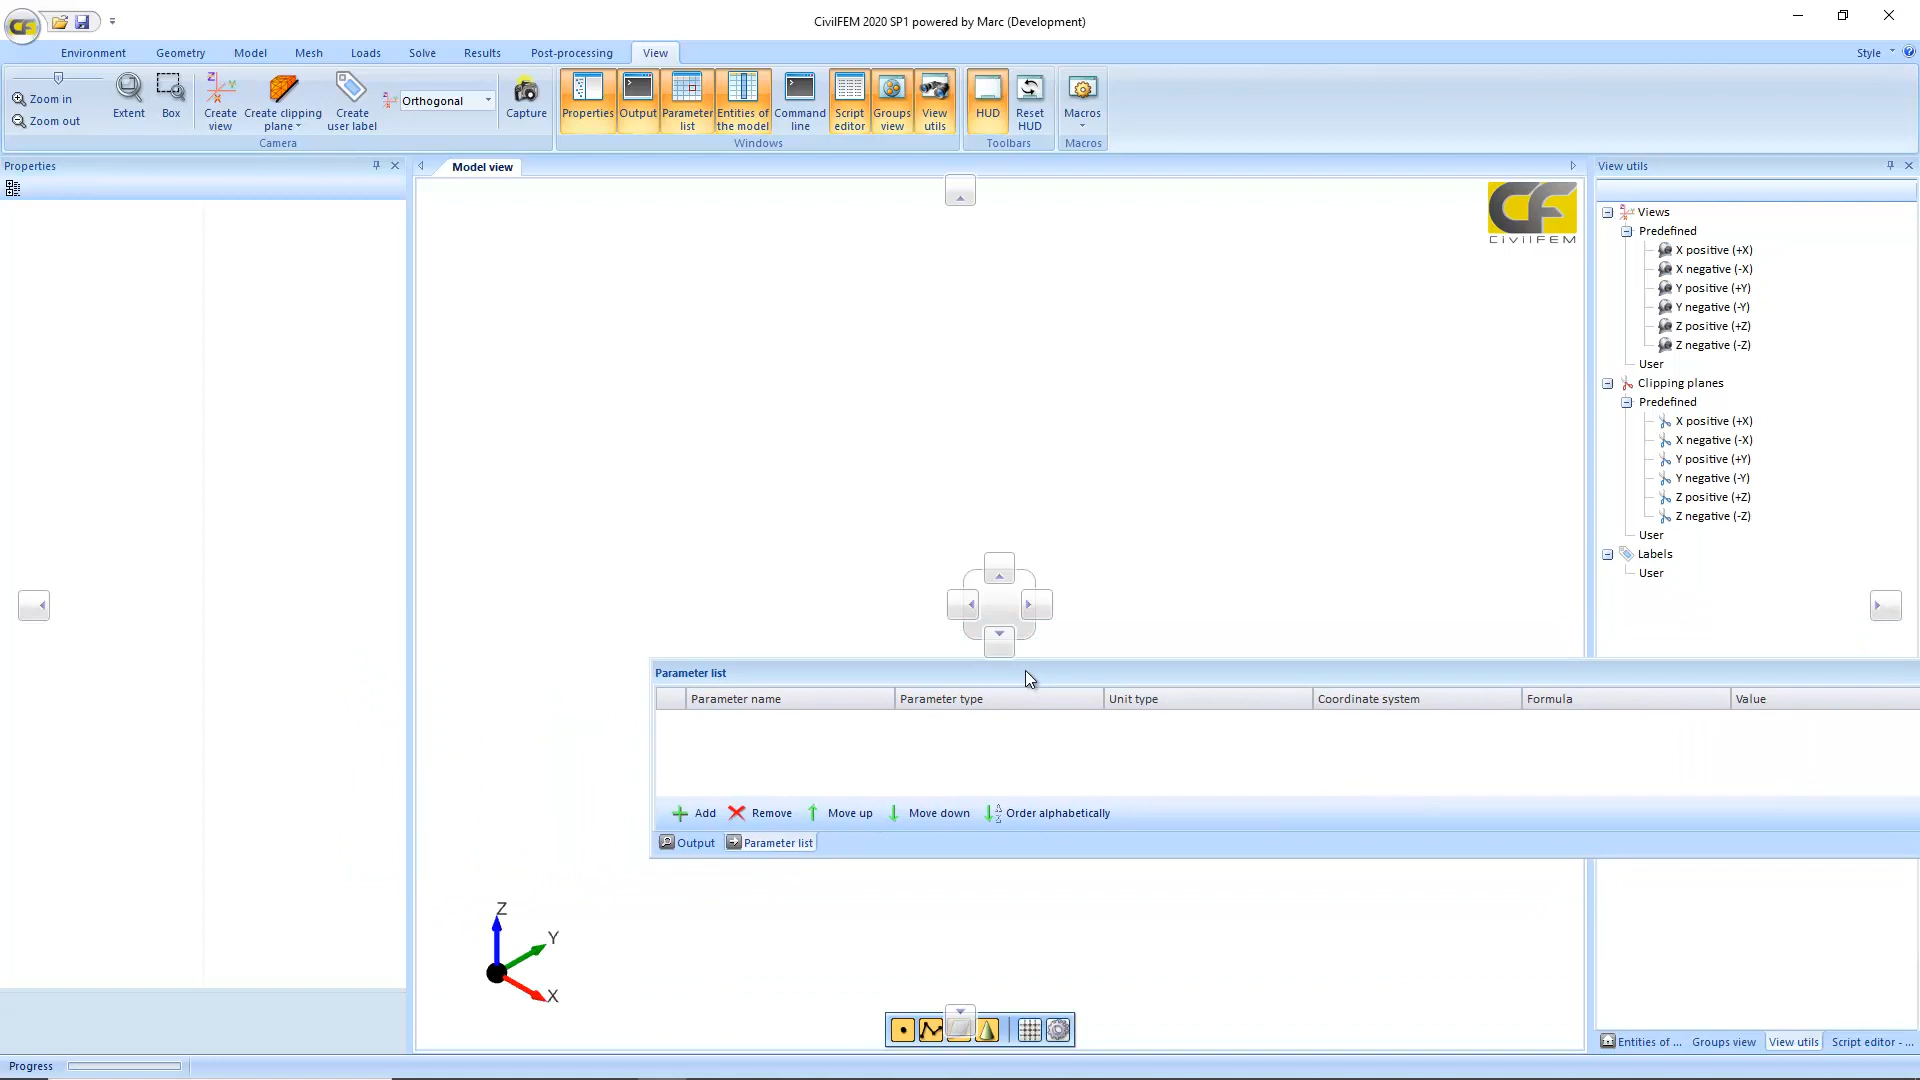 CF
CivilFEM 2020 SP1 powered by Marc (Development)
Environment Geometry Model Mesh Loads Solve Results Post-processing View Style
Zoom in
Zoom out
Extent Box Create view Create clipping plane Create user label Orthogonal Capture
Camera
Properties Output Parameter list Entities of the model Command line Script editor Groups view View utils
Windows
HUD Reset HUD
Toolbars
Macros
Macros
Properties
Model view
CF
CIVILFEM
View utils
Views
Predefined
X positive (+X)
X negative (-X)
Y positive (+Y)
Y negative (-Y)
Z positive (+Z)
Z negative (-Z)
User
Clipping planes
Predefined
X positive (+X)
X negative (-X)
Y positive (+Y)
Y negative (-Y)
Z positive (+Z)
Z negative (-Z)
User
Labels
User
Parameter list
Parameter name Parameter type Unit type Coordinate system Formula Value
Add Remove Move up Move down Order alphabetically
Output Parameter list
Z
Y
X
Entities of ... Groups view View utils Script editor - ...
Progress